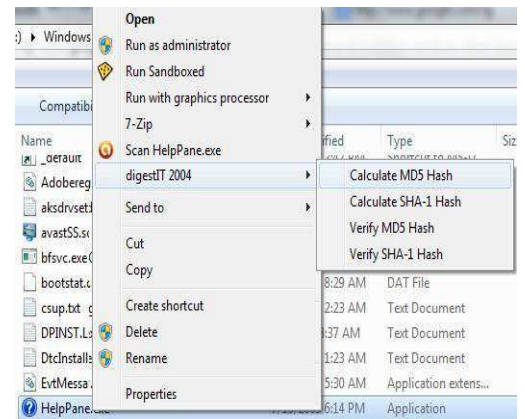 :) ▸ Windows
Compatibi
Name
ified
Type
Siz
_default
Adobereg
aksdrvset
avastSS.sc
bfsvc.exe
bootstat.
csup.txt
DPINST.L
DtcInstalle
EvtMessa
HelpPane.exe
Open
Run as administrator
Run Sandboxed
Run with graphics processor
7-Zip
Scan HelpPane.exe
digestIT 2004
Send to
Cut
Copy
Create shortcut
Delete
Rename
Properties
Calculate MD5 Hash
Calculate SHA-1 Hash
Verify MD5 Hash
Verify SHA-1 Hash
8:29 AM DAT File
2:23 AM Text Document
:37 AM Text Document
1:23 AM Text Document
5:30 AM Application extens...
6:14 PM Application